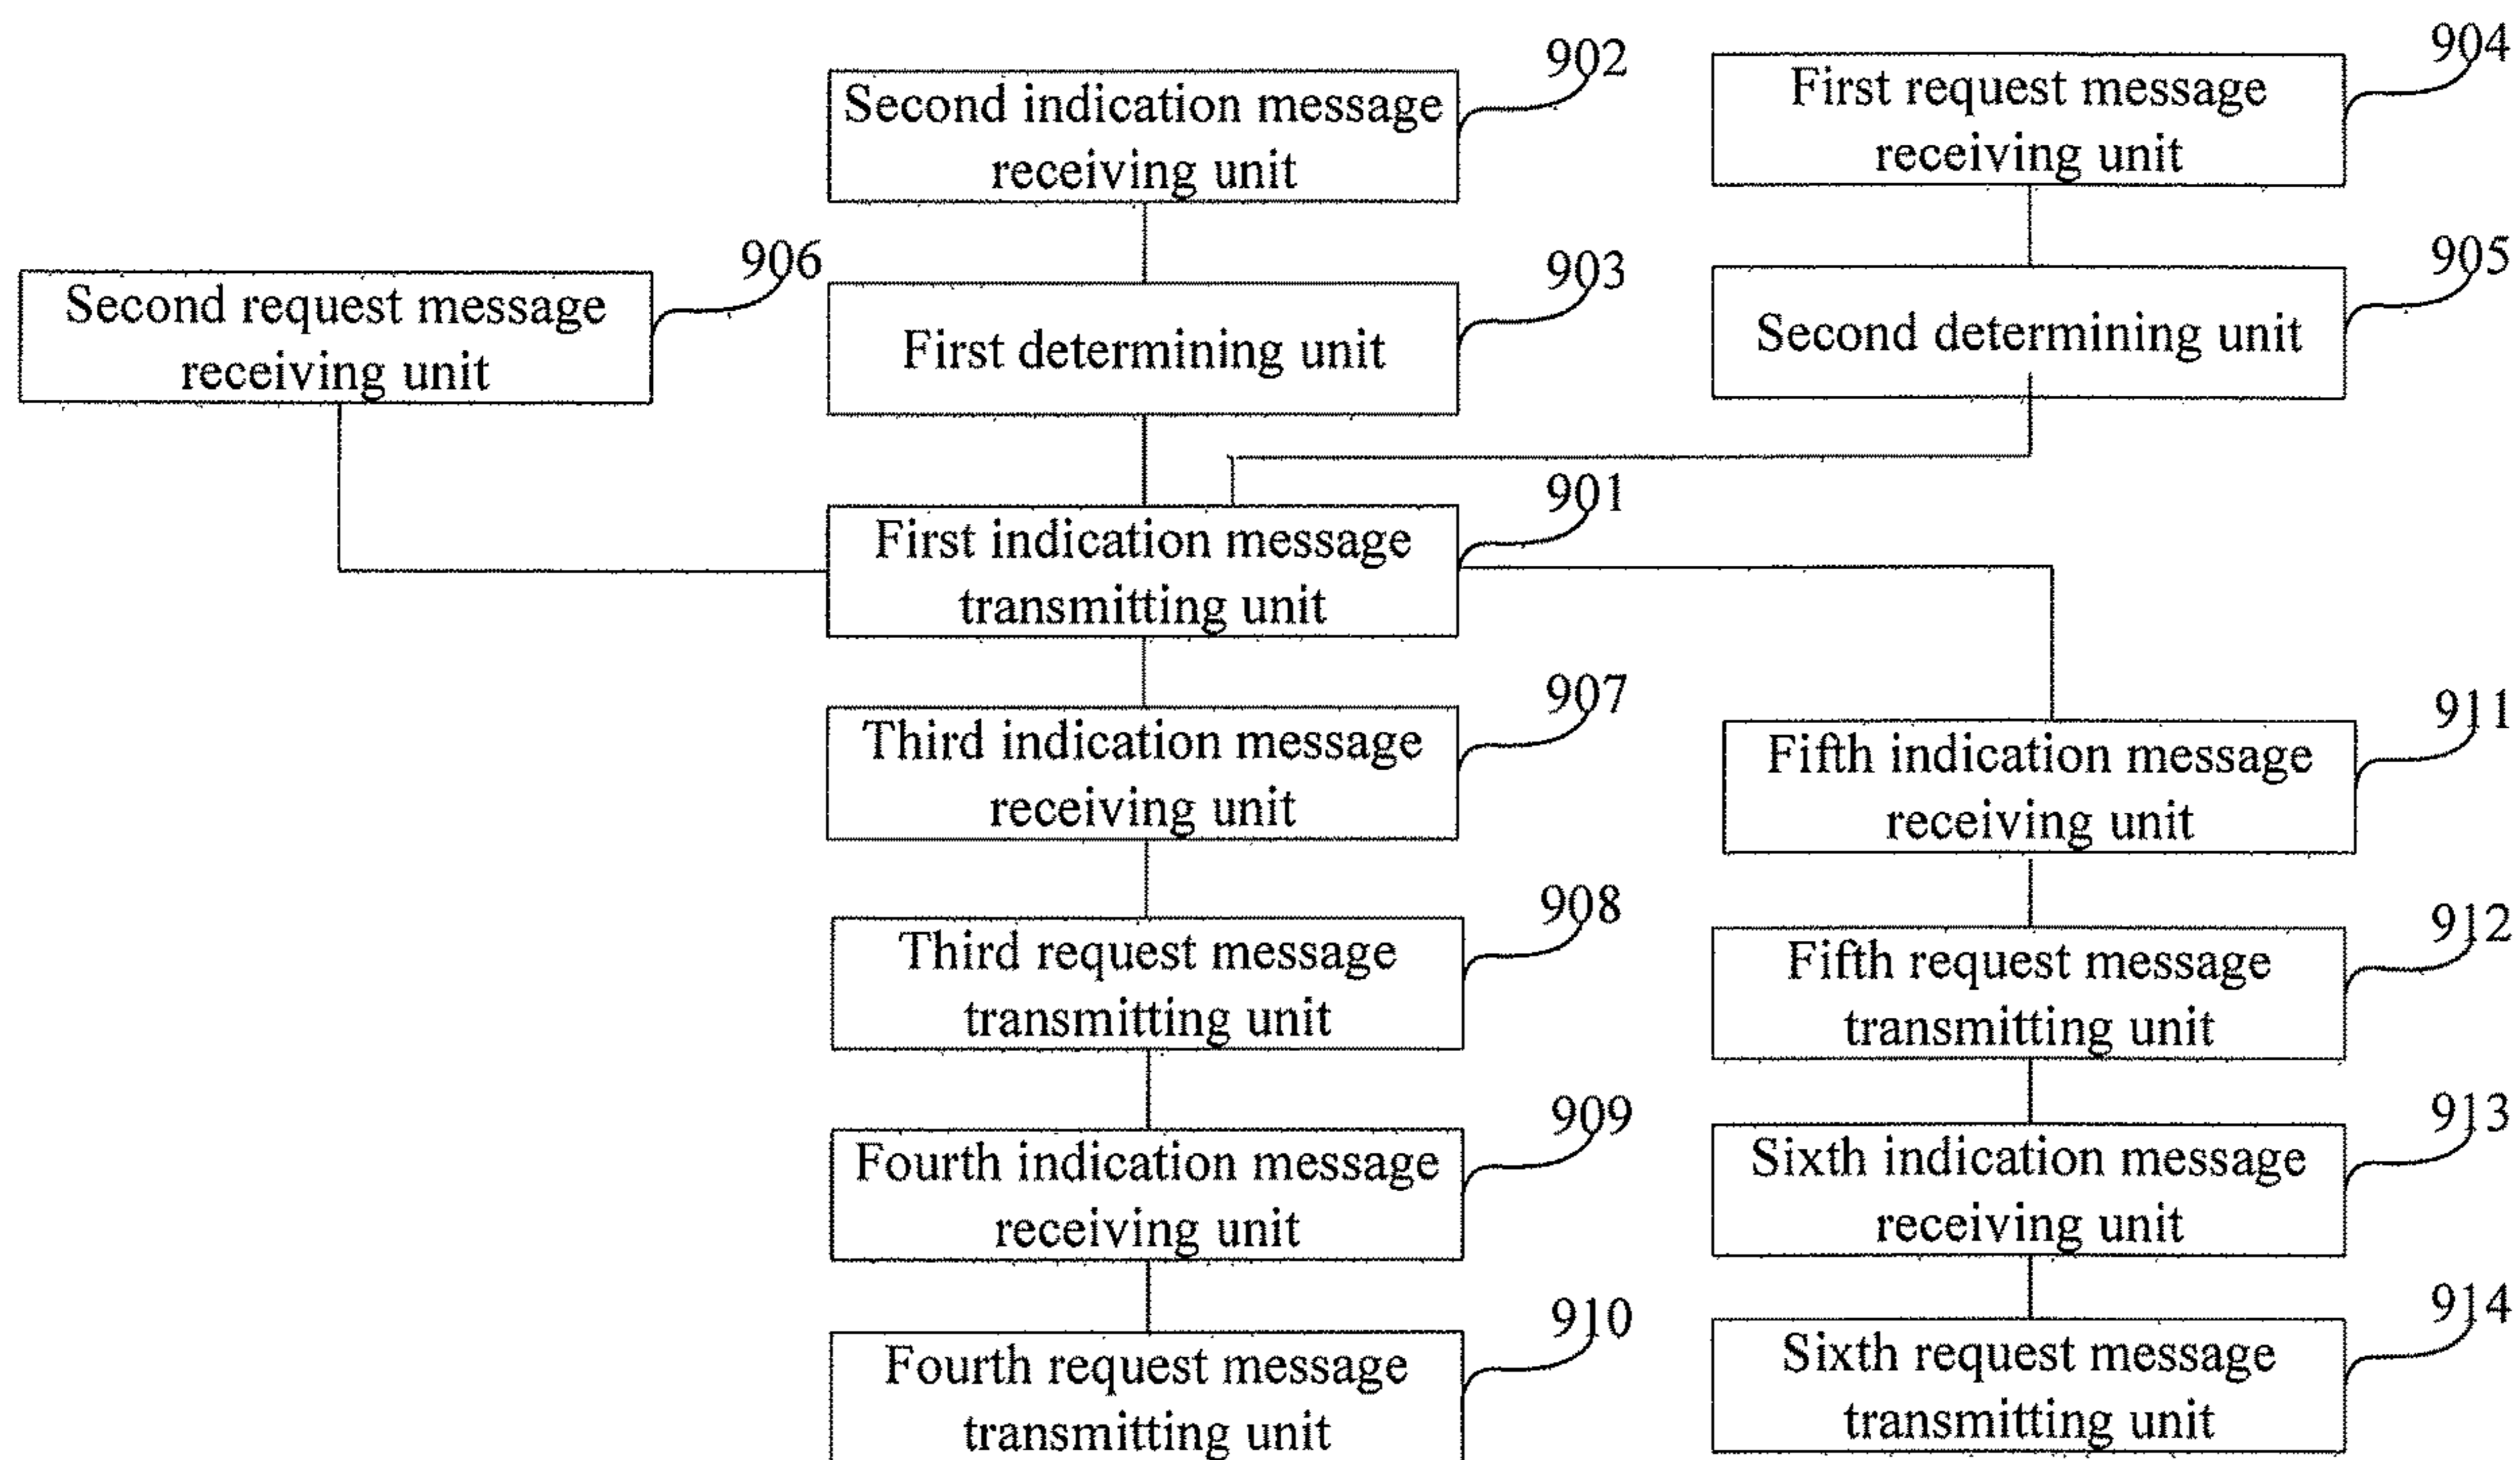 902
Second indication message
receiving unit
904
First request message
receiving unit
906
Second request message
receiving unit
903
First determining unit
905
Second determining unit
901
First indication message
transmitting unit
907
Third indication message
receiving unit
911
Fifth indication message
receiving unit
908
Third request message
transmitting unit
912
Fifth request message
transmitting unit
909
Fourth indication message
receiving unit
913
Sixth indication message
receiving unit
910
Fourth request message
transmitting unit
914
Sixth request message
transmitting unit